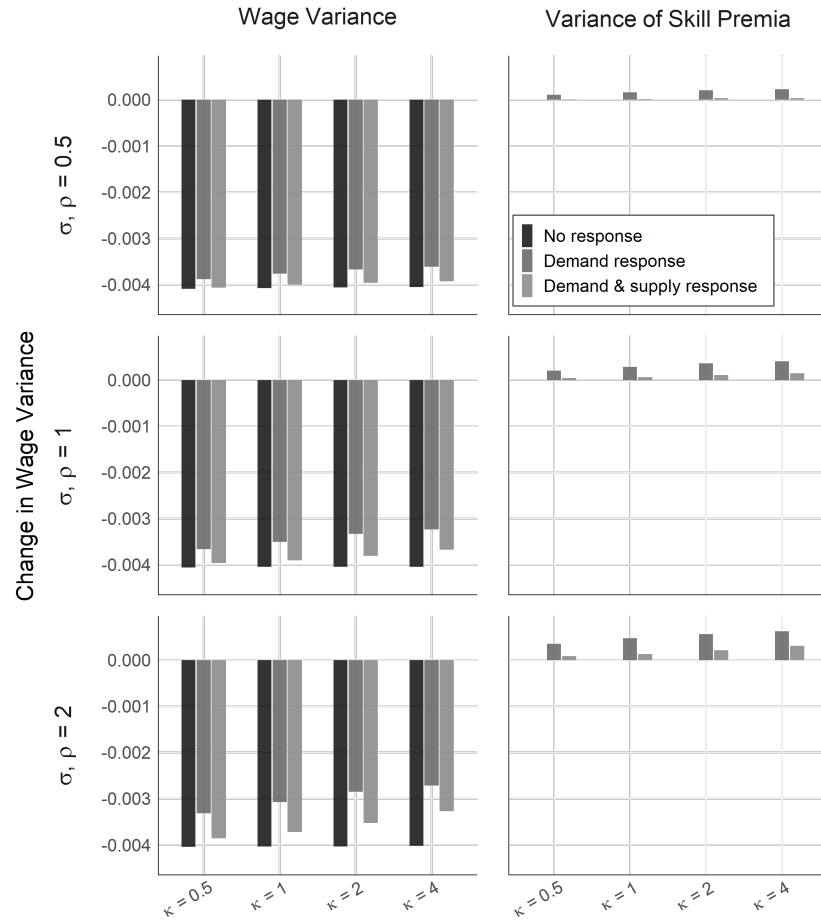 Wage Variance
Variance of Skill Premia
Change in Wage Variance
σ, ρ = 0.5
0.000
-0.001
-0.002
-0.003
-0.004
No response
Demand response
Demand & supply response
σ, ρ = 1
0.000
-0.001
-0.002
-0.003
-0.004
σ, ρ = 2
0.000
-0.001
-0.002
-0.003
-0.004
κ = 0.5
κ = 1
κ = 2
κ = 4
κ = 0.5
κ = 1
κ = 2
κ = 4